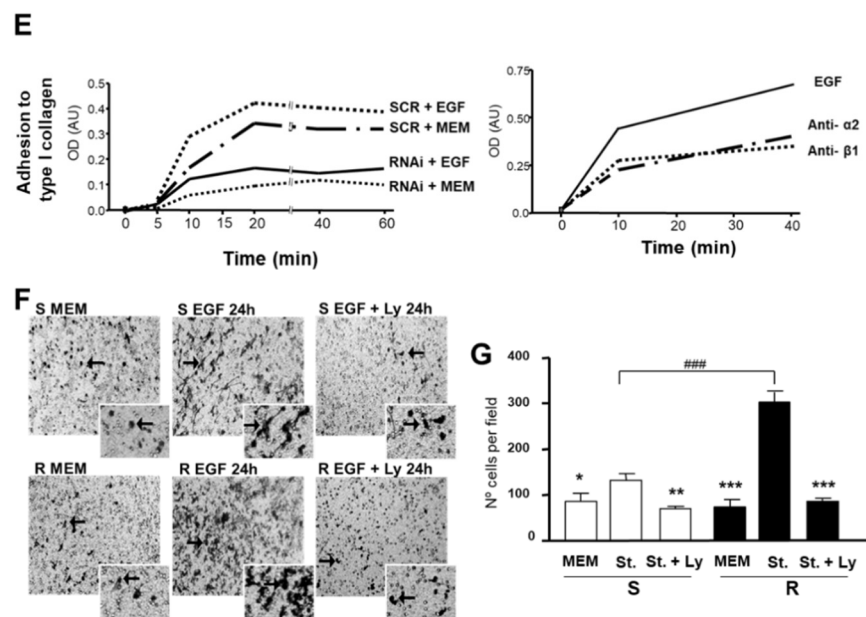 E
Adhesion to
type I collagen
OD (AU)
0.5
0.4
0.3
0.2
0.1
0.0
0 5 10 15 20 40 60
Time (min)
SCR + EGF
SCR + MEM
RNAi + EGF
RNAi + MEM
OD (AU)
0.75
0.50
0.25
0.0
0 10 20 30 40
Time (min)
EGF
Anti- α2
Anti- β1
F
S MEM S EGF 24h S EGF + Ly 24h
R MEM R EGF 24h R EGF + Ly 24h
G
Nº cells per field
400
300
200
100
0
###
* ** *** ***
MEM St. St. + Ly MEM St. St. + Ly
S R